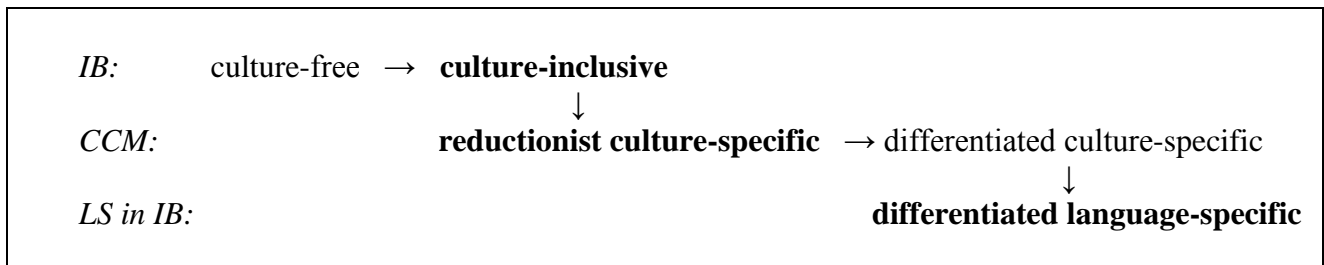 IB: culture-free → culture-inclusive
↓
CCM: reductionist culture-specific → differentiated culture-specific
↓
LS in IB: differentiated language-specific